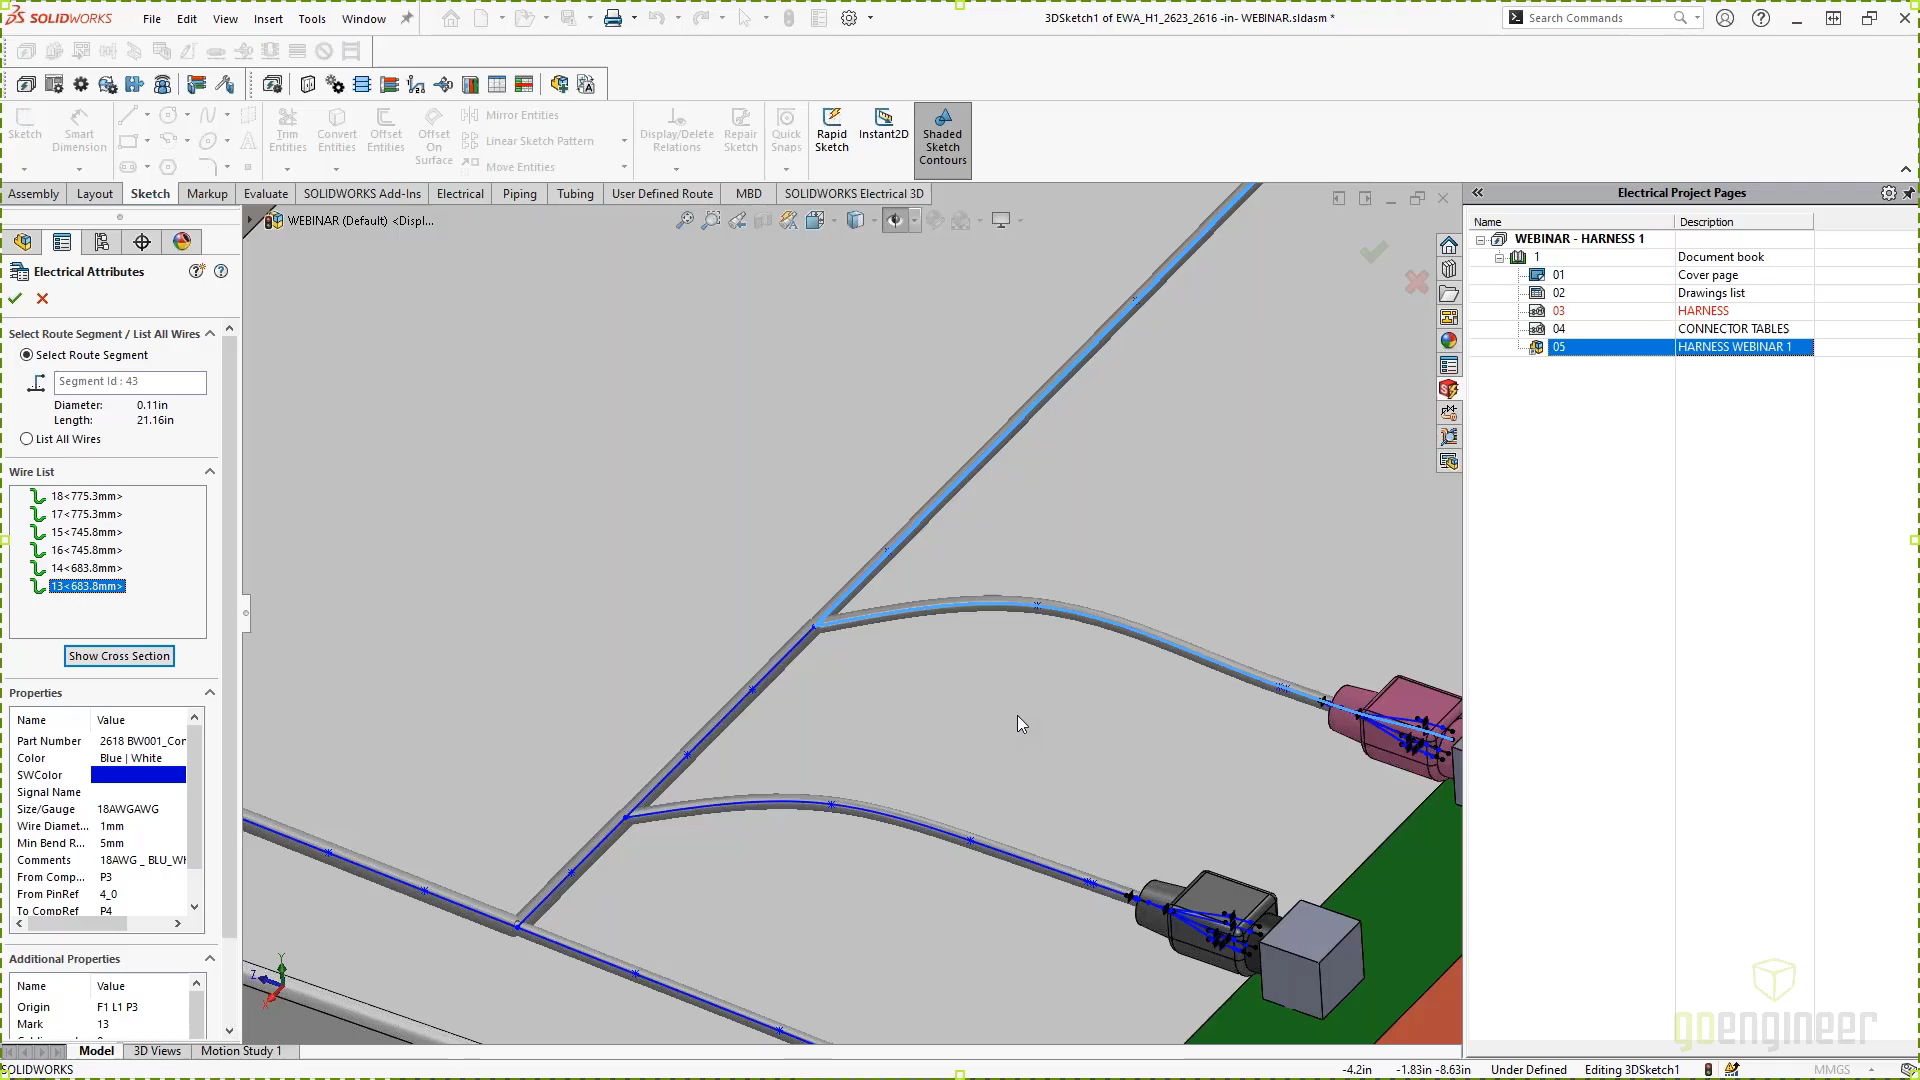 SOLIDWORKS
File Edit View Insert Tools Window
3DSketch1 of EWA_H1_2623_2616 -in- WEBINAR.sldasm *
Search Commands
Sketch
Smart Dimension
Trim Entities
Convert Entities
Offset Entities
Offset On Surface
Mirror Entities
Linear Sketch Pattern
Move Entities
Display/Delete Relations
Repair Sketch
Quick Snaps
Rapid Sketch
Instant2D
Shaded Sketch Contours
Assembly Layout Sketch Markup Evaluate SOLIDWORKS Add-Ins Electrical Piping Tubing User Defined Route MBD SOLIDWORKS Electrical 3D
WEBINAR (Default) <Displ...
Electrical Attributes
Select Route Segment / List All Wires
Select Route Segment
Segment Id : 43
Diameter: 0.11in
Length: 21.16in
List All Wires
Wire List
18<775.3mm>
17<775.3mm>
15<745.8mm>
16<745.8mm>
14<683.8mm>
13<683.8mm>
Show Cross Section
Properties
Name Value
Part Number 2618 BW001_Cor
Color Blue | White
SWColor
Signal Name
Size/Gauge 18AWGAWG
Wire Diamet... 1mm
Min Bend R... 5mm
Comments 18AWG _ BLU_WH
From Comp... P3
From PinRef 4_0
To CompRef P4
Additional Properties
Name Value
Origin F1 L1 P3
Mark 13
Y
Z
X
Electrical Project Pages
Name Description
WEBINAR - HARNESS 1
1 Document book
01 Cover page
02 Drawings list
03 HARNESS
04 CONNECTOR TABLES
05 HARNESS WEBINAR 1
goengineer
Model 3D Views Motion Study 1
SOLIDWORKS
-4.2in -1.83in -8.63in Under Defined Editing 3DSketch1 MMGS